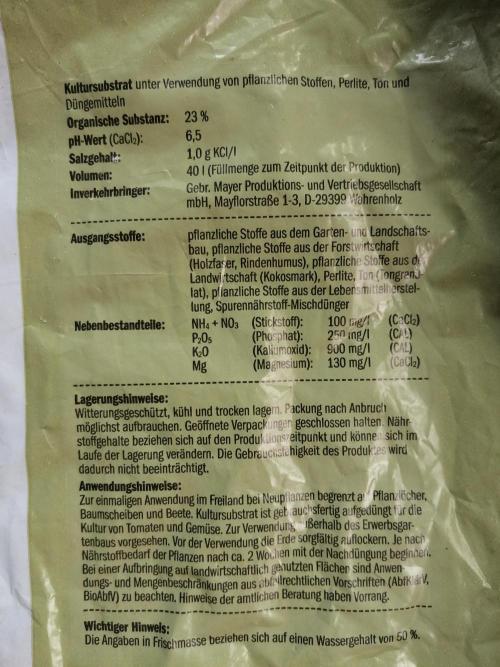 Kultursubstrat unter Verwendung von pflanzlichen Stoffen, Perlite, Ton und
Düngemitteln
Organische Substanz: 23 %
pH-Wert (CaCl₂): 6,5
Salzgehalt: 1,0 g KCl/l
Volumen: 40 l (Füllmenge zum Zeitpunkt der Produktion)
Inverkehrbringer: Gebr. Mayer Produktions- und Vertriebsgesellschaft
mbH, Mayflorstraße 1-3, D-29399 Wahrenholz
Ausgangsstoffe: pflanzliche Stoffe aus dem Garten- und Landschafts-
bau, pflanzliche Stoffe aus der Forstwirtschaft
(Holzfaser, Rindenhumus), pflanzliche Stoffe aus der
Landwirtschaft (Kokosmark), Perlite, Ton (Tongranu-
lat), pflanzliche Stoffe aus der Lebensmittelherstel-
lung, Spurennährstoff-Mischdünger
Nebenbestandteile: NH₄ + NO₃ (Stickstoff): 100 mg/l (CaCl₂)
P₂O₅ (Phosphat): 250 mg/l (CAL)
K₂O (Kaliumoxid): 900 mg/l (CAL)
Mg (Magnesium): 130 mg/l (CaCl₂)
Lagerungshinweise:
Witterungsgeschützt, kühl und trocken lagern. Packung nach Anbruch
möglichst aufbrauchen. Geöffnete Verpackungen geschlossen halten. Nähr-
stoffgehalte beziehen sich auf den Produktionszeitpunkt und können sich im
Laufe der Lagerung verändern. Die Gebrauchsfähigkeit des Produktes wird
dadurch nicht beeinträchtigt.
Anwendungshinweise:
Zur einmaligen Anwendung im Freiland bei Neupflanzen begrenzt auf Pflanzlöcher,
Baumscheiben und Beete. Kultursubstrat ist gebrauchsfertig aufgedüngt für die
Kultur von Tomaten und Gemüse. Zur Verwendung außerhalb des Erwerbsgar-
tenbaus vorgesehen. Vor der Verwendung die Erde sorgfältig auflockern. Je nach
Nährstoffbedarf der Pflanzen nach ca. 2 Wochen mit der Nachdüngung beginnen.
Bei einer Aufbringung auf landwirtschaftlich genutzten Flächen sind Anwen-
dungs- und Mengenbeschränkungen aus abfallrechtlichen Vorschriften (AbfKlärV,
BioAbfV) zu beachten. Hinweise der amtlichen Beratung haben Vorrang.
Wichtiger Hinweis:
Die Angaben in Frischmasse beziehen sich auf einen Wassergehalt von 50 %.